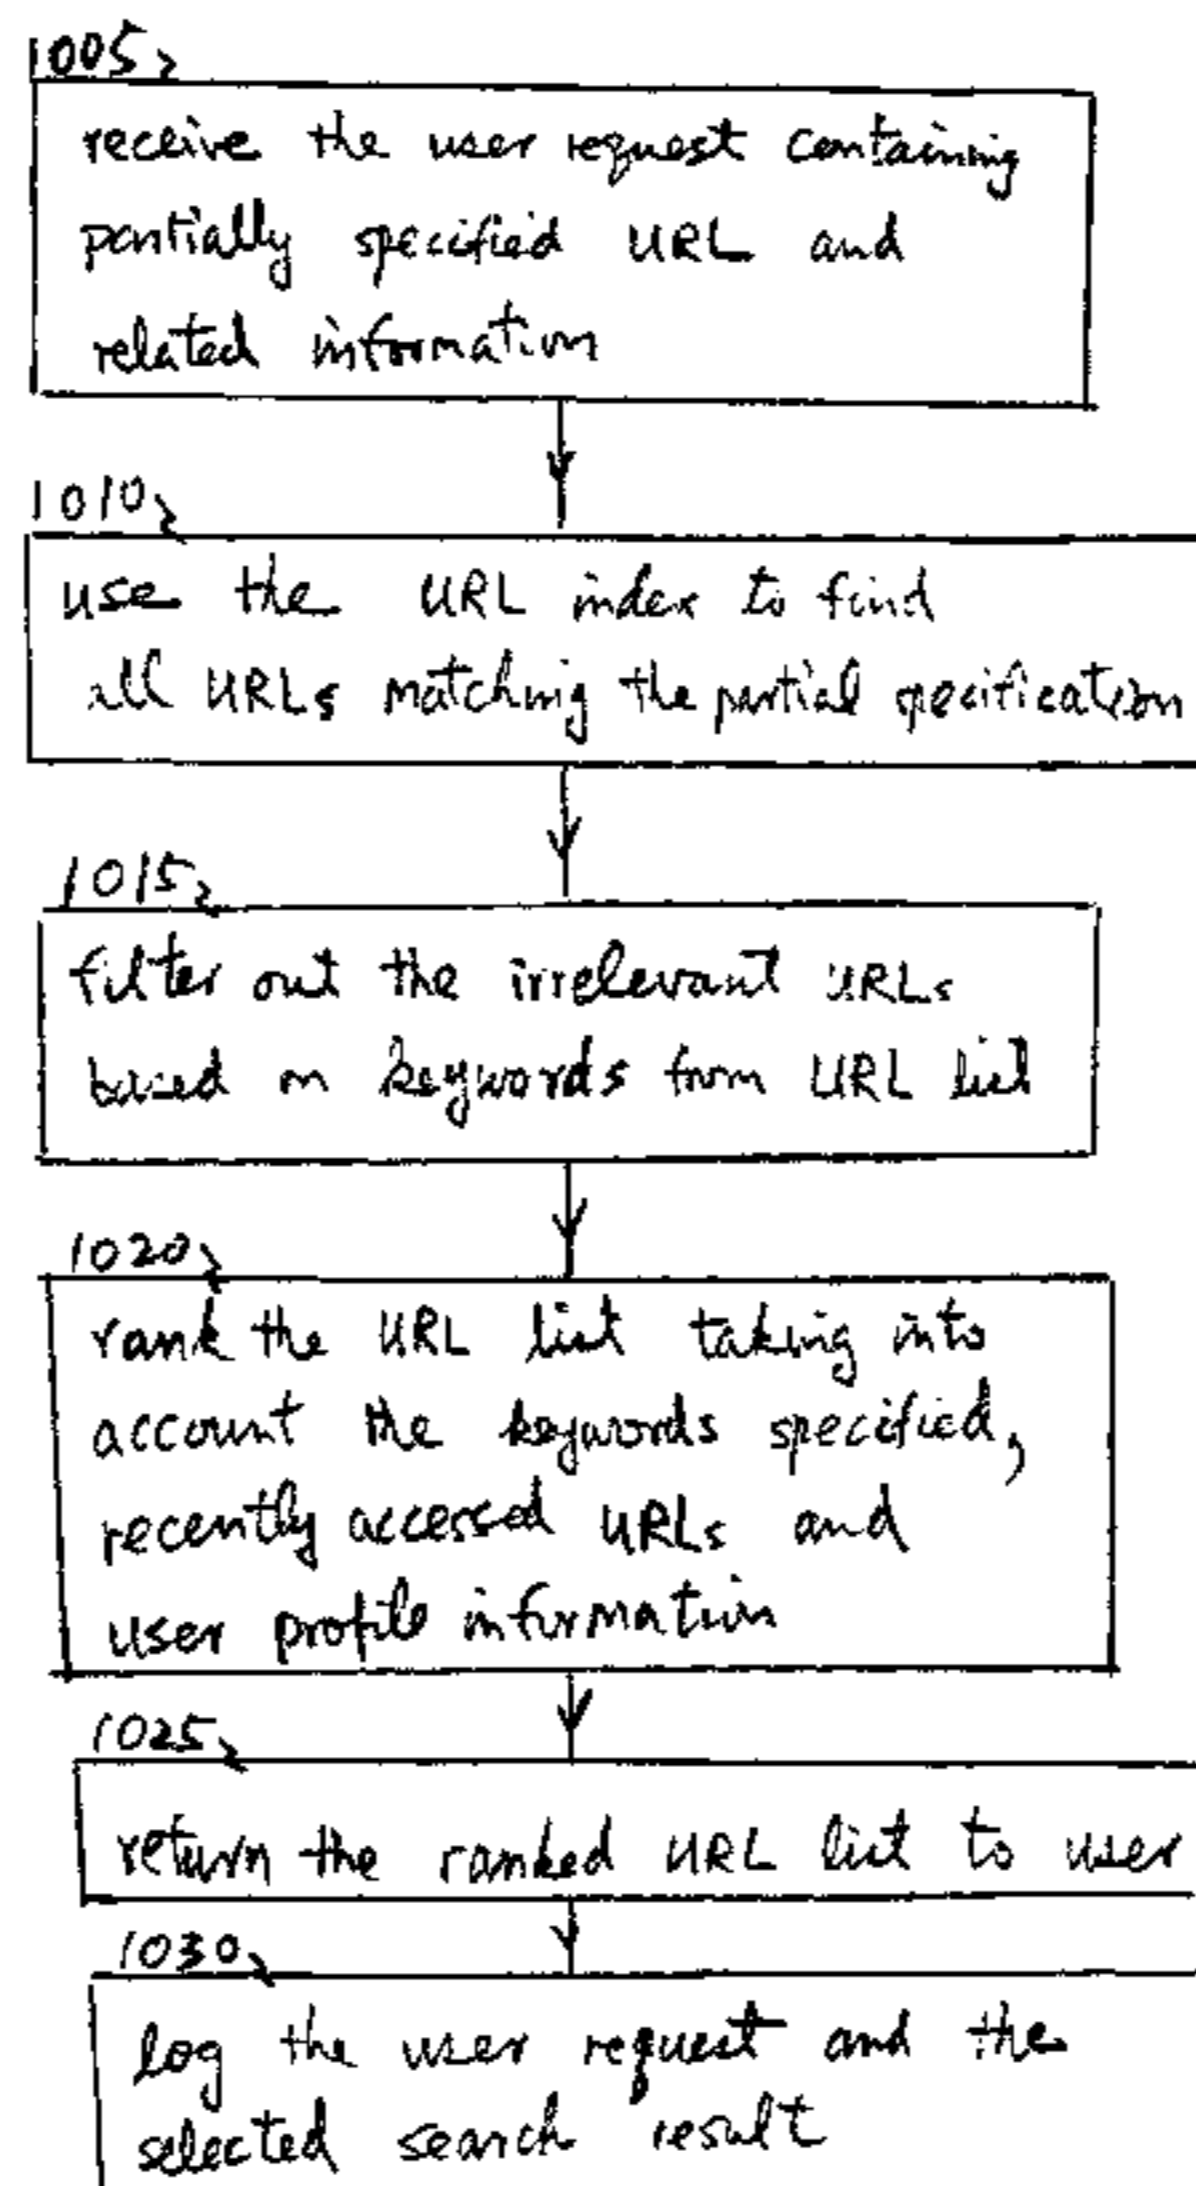 1005
receive the user request containing
partially specified URL and
related information
1010
use the URL index to find
all URLs matching the partial specification
1015
filter out the irrelevant URLs
based on keywords from URL list
1020
rank the URL list taking into
account the keywords specified,
recently accessed URLs and
user profile information
1025
return the ranked URL list to user
1030
log the user request and the
selected search result